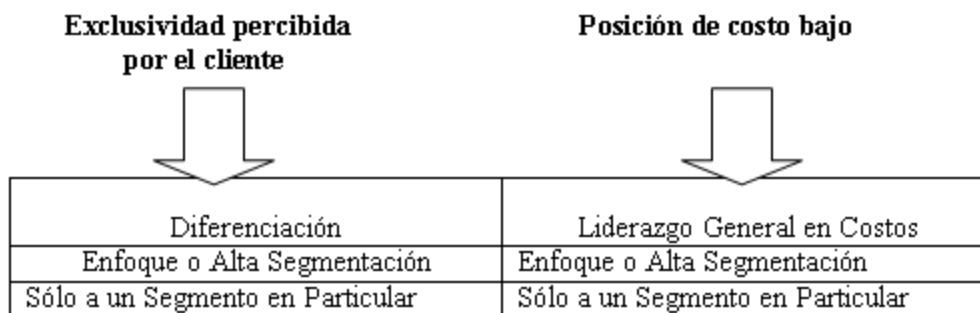 Exclusividad percibida
por el cliente
Posición de costo bajo
Diferenciación
Liderazgo General en Costos
Enfoque o Alta Segmentación
Enfoque o Alta Segmentación
Sólo a un Segmento en Particular
Sólo a un Segmento en Particular